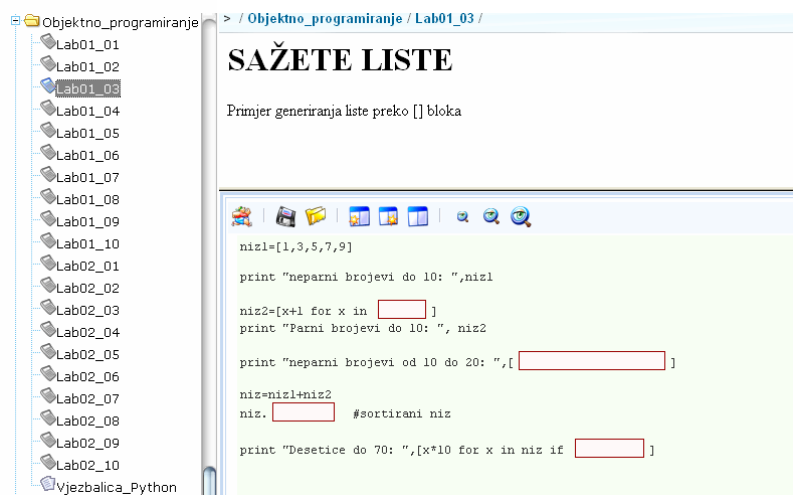 Objektno_programiranje
Lab01_01
Lab01_02
Lab01_03
Lab01_04
Lab01_05
Lab01_06
Lab01_07
Lab01_08
Lab01_09
Lab01_10
Lab02_01
Lab02_02
Lab02_03
Lab02_04
Lab02_05
Lab02_06
Lab02_07
Lab02_08
Lab02_09
Lab02_10
Vjezbalica_Python
> / Objektno_programiranje / Lab01_03 /
SAŽETE LISTE
Primjer generiranja liste preko [] bloka
niz1=[1,3,5,7,9]
print "neparni brojevi do 10: ",niz1
niz2=[x+1 for x in ]
print "Parni brojevi do 10: ", niz2
print "neparni brojevi od 10 do 20: ",[ ]
niz=niz1+niz2
niz. #sortirani niz
print "Desetice do 70: ",[x*10 for x in niz if ]